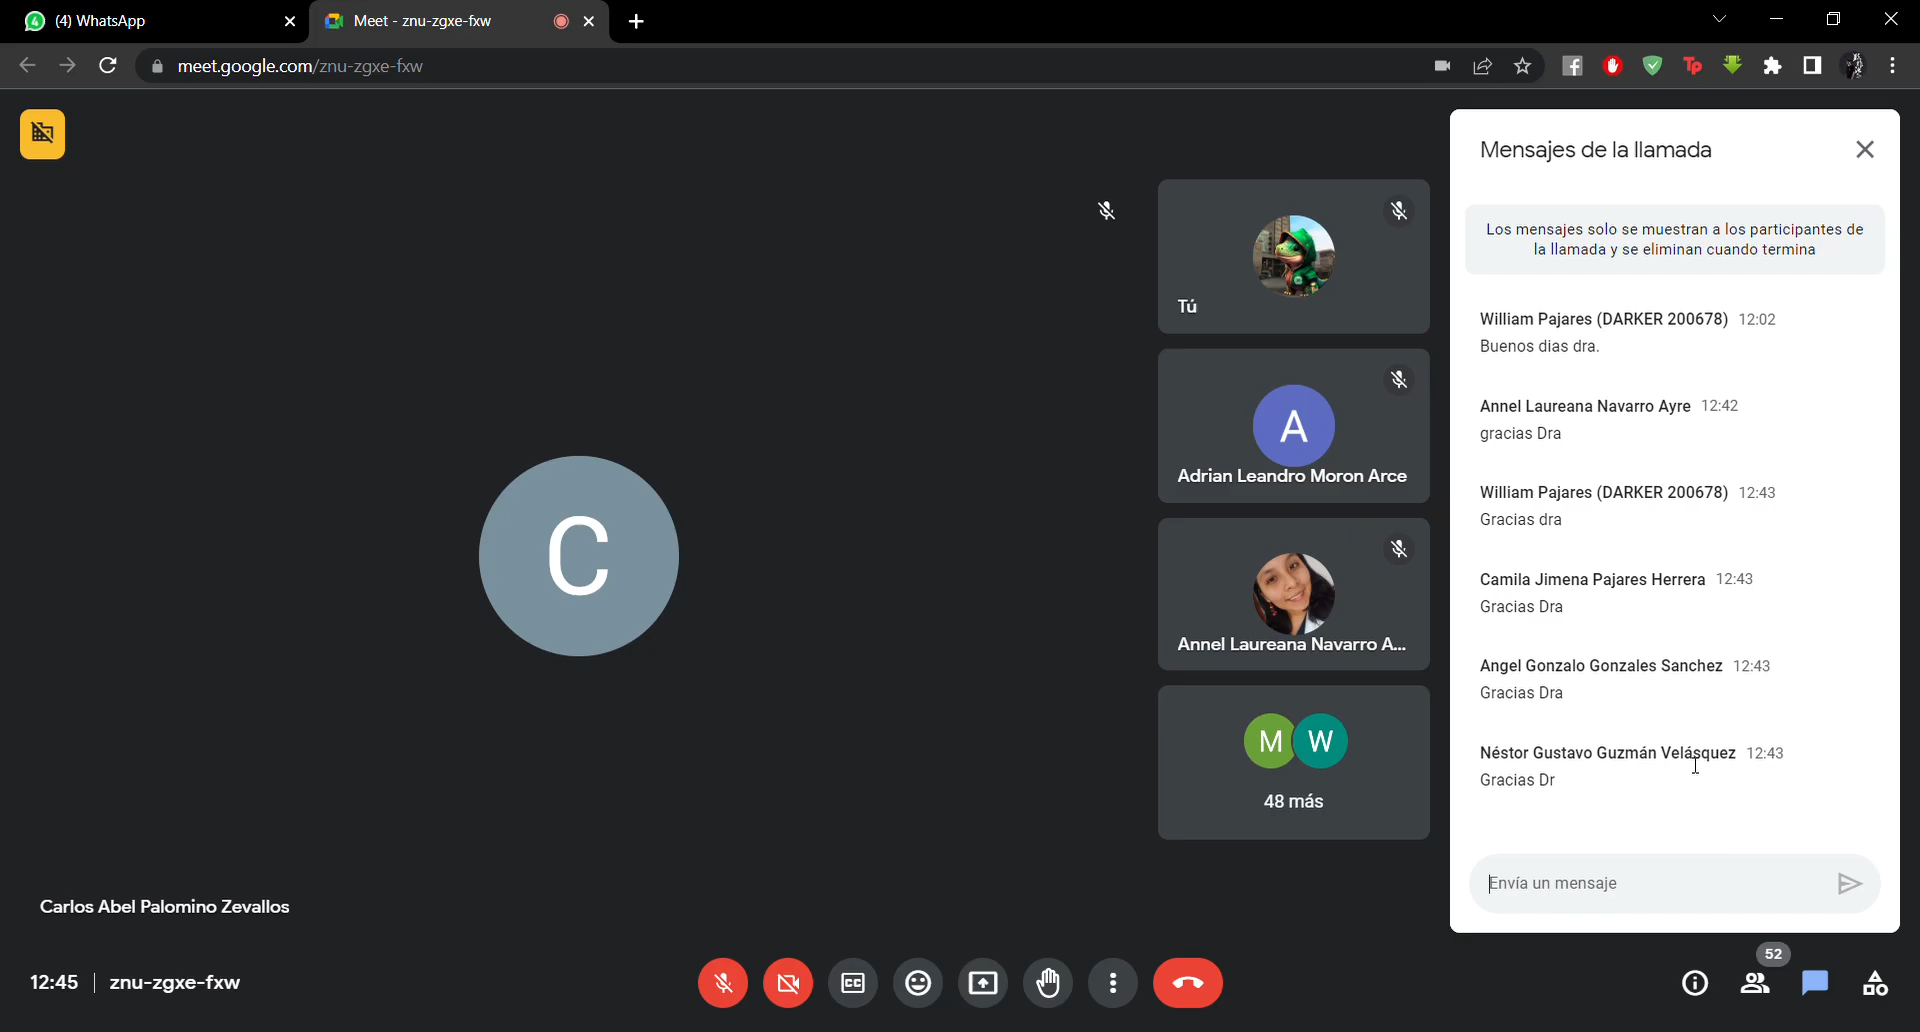 (4) WhatsApp
Meet - znu-zgxe-fxw
meet.google.com/znu-zgxe-fxw
Tú
A
Adrian Leandro Moron Arce
Annel Laureana Navarro A...
M W
48 más
C
Carlos Abel Palomino Zevallos
Mensajes de la llamada
Los mensajes solo se muestran a los participantes de
la llamada y se eliminan cuando termina
William Pajares (DARKER 200678) 12:02
Buenos dias dra.
Annel Laureana Navarro Ayre 12:42
gracias Dra
William Pajares (DARKER 200678) 12:43
Gracias dra
Camila Jimena Pajares Herrera 12:43
Gracias Dra
Angel Gonzalo Gonzales Sanchez 12:43
Gracias Dra
Néstor Gustavo Guzmán Velásquez 12:43
Gracias Dr
Envía un mensaje
12:45 | znu-zgxe-fxw
CC
52